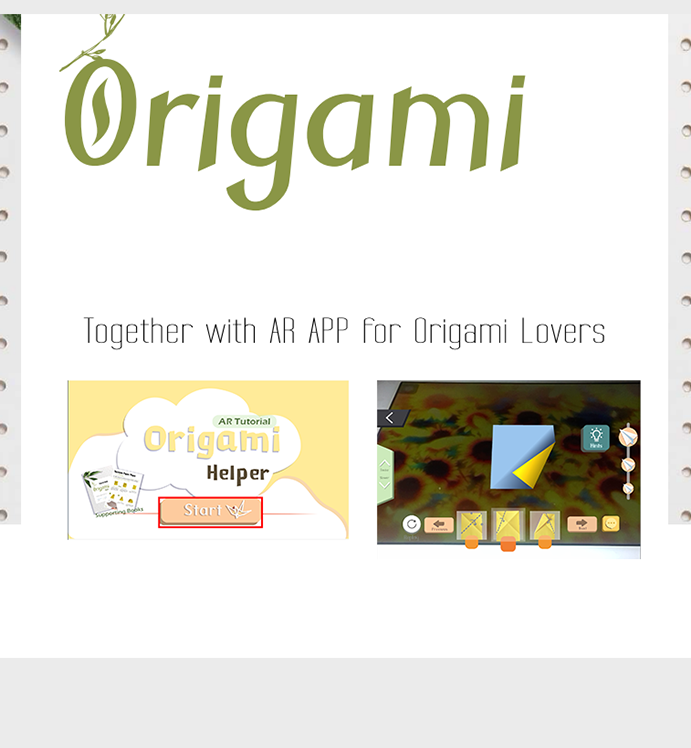 Origami
Together with AR APP for Origami Lovers
AR Tutorial
Origami
Helper
Start
Supporting Books
Hints